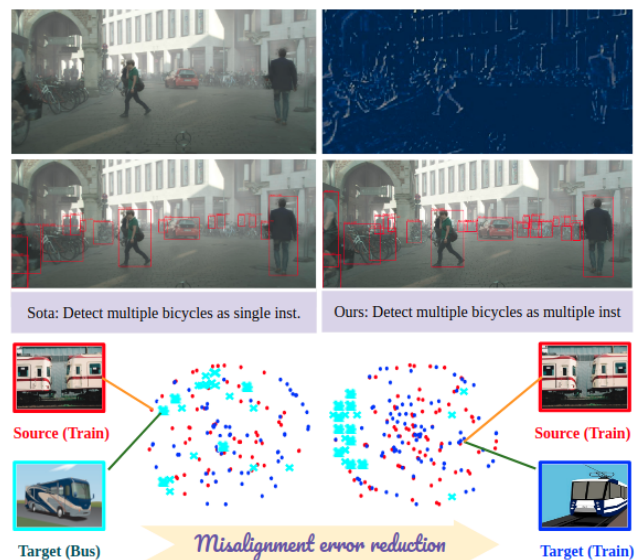 Sota: Detect multiple bicycles as single inst.
Ours: Detect multiple bicycles as multiple inst
Source (Train)
Source (Train)
Target (Bus)
Misalignment error reduction
Target (Train)